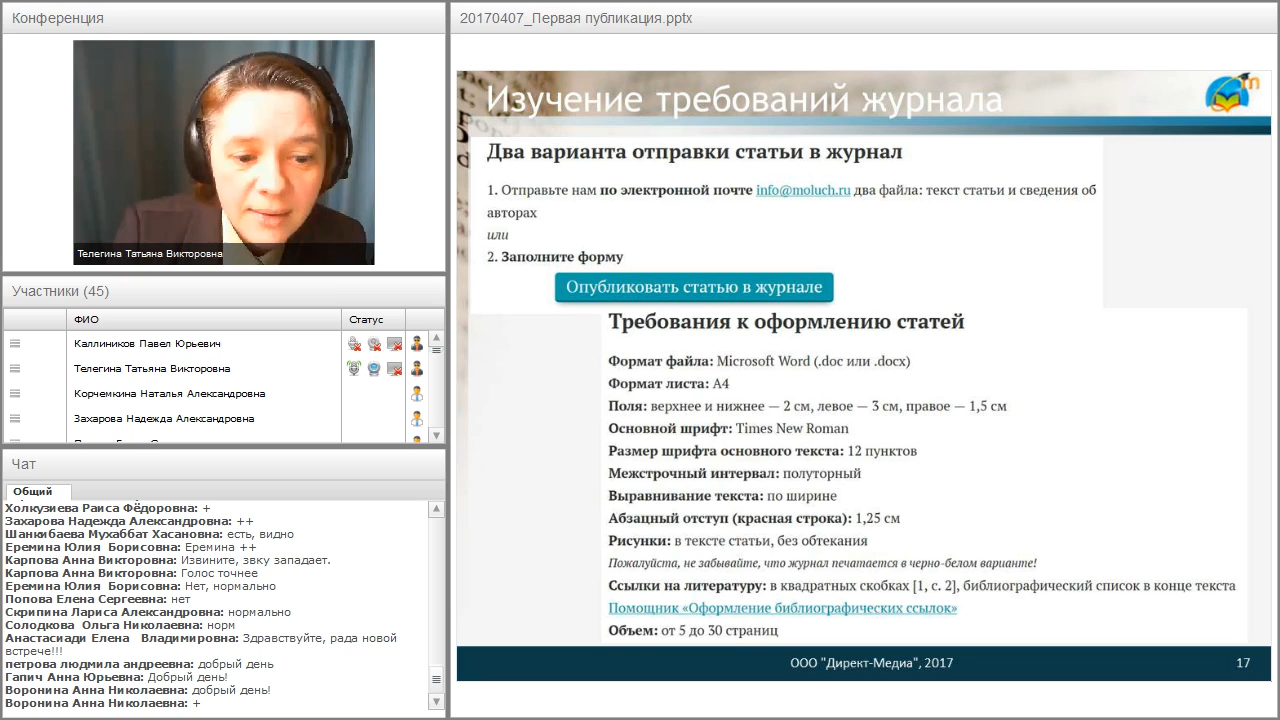 Конференция
Телегина Татьяна Викторовна
Участники (45)
ФИО
Статус
Каллиников Павел Юрьевич
Телегина Татьяна Викторовна
Корчемкина Наталья Александровна
Захарова Надежда Александровна
Чат
Общий
Холкузиева Раиса Фёдоровна: +
Захарова Надежда Александровна: ++
Шанкибаева Мухаббат Хасановна: есть, видно
Еремина Юлия Борисовна: Еремина ++
Карпова Анна Викторовна: Извините, звку западает.
Карпова Анна Викторовна: Голос точнее
Еремина Юлия Борисовна: Нет, нормально
Попова Елена Сергеевна: нет
Скрипина Лариса Александровна: нормально
Солодкова Ольга Николаевна: норм
Анастасиади Елена Владимировна: Здравствуйте, рада новой
встрече!!!
петрова людмила андреевна: добрый день
Гапич Анна Юрьевна: Добрый день!
Воронина Анна Николаевна: добрый день!
Воронина Анна Николаевна: +
20170407_Первая публикация.pptx
Изучение требований журнала
Два варианта отправки статьи в журнал
1. Отправьте нам по электронной почте info@moluch.ru два файла: текст статьи и сведения об
авторах
или
2. Заполните форму
Опубликовать статью в журнале
Требования к оформлению статей
Формат файла: Microsoft Word (.doc или .docx)
Формат листа: А4
Поля: верхнее и нижнее — 2 см, левое — 3 см, правое — 1,5 см
Основной шрифт: Times New Roman
Размер шрифта основного текста: 12 пунктов
Межстрочный интервал: полуторный
Выравнивание текста: по ширине
Абзацный отступ (красная строка): 1,25 см
Рисунки: в тексте статьи, без обтекания
Пожалуйста, не забывайте, что журнал печатается в черно-белом варианте!
Ссылки на литературу: в квадратных скобках [1, с. 2], библиографический список в конце текста
Помощник «Оформление библиографических ссылок»
Объем: от 5 до 30 страниц
ООО "Директ-Медиа", 2017
17